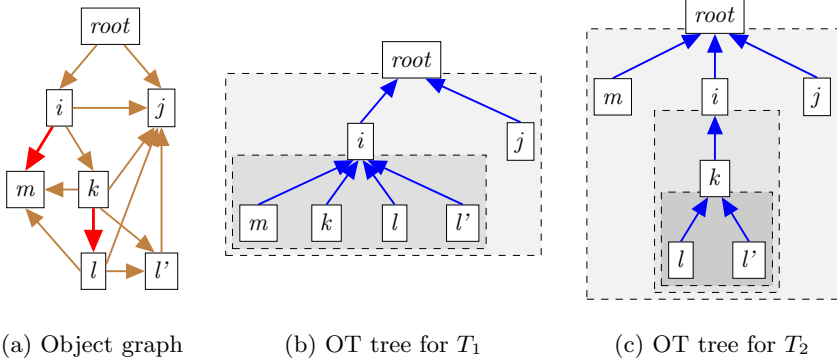 root
i
j
m
k
l
l'
(a) Object graph
root
i
j
m
k
l
l'
(b) OT tree for T₁
root
m
i
j
k
l
l'
(c) OT tree for T₂